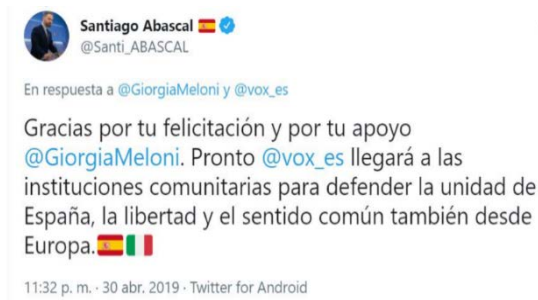 Santiago Abascal 🇪🇸
@Santi_ABASCAL
En respuesta a @GiorgiaMeloni y @vox_es
Gracias por tu felicitación y por tu apoyo
@GiorgiaMeloni. Pronto @vox_es llegará a las
instituciones comunitarias para defender la unidad de
España, la libertad y el sentido común también desde
Europa.🇪🇸🇮🇹
11:32 p. m. · 30 abr. 2019 · Twitter for Android